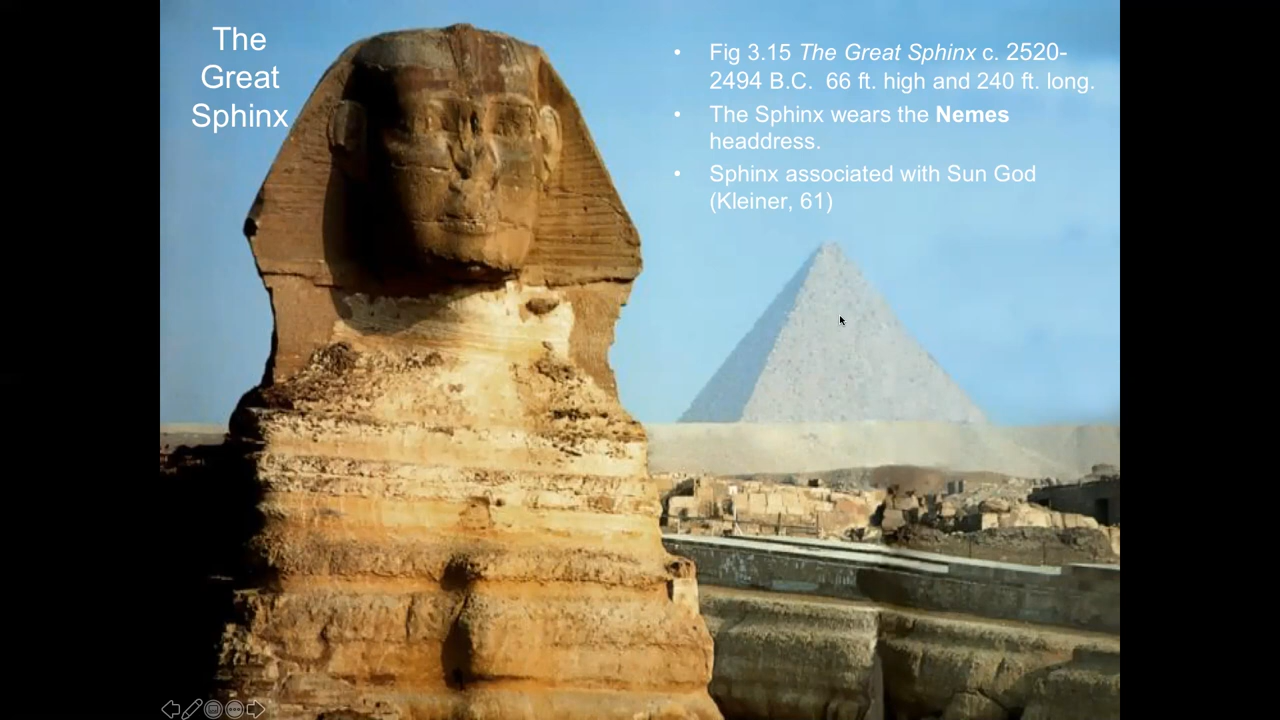 The
Great
Sphinx
• Fig 3.15 The Great Sphinx c. 2520-
2494 B.C.  66 ft. high and 240 ft. long.
• The Sphinx wears the Nemes
headdress.
• Sphinx associated with Sun God
(Kleiner, 61)